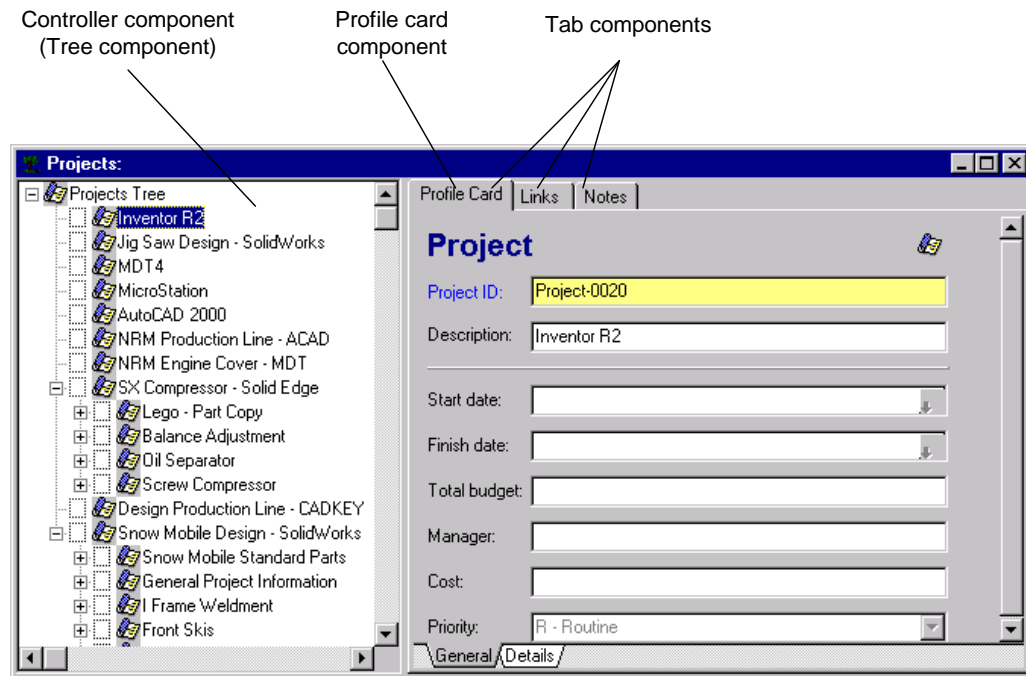 Controller component
(Tree component)
Profile card
component
Tab components
Projects:
Projects Tree
Inventor R2
Jig Saw Design - SolidWorks
MDT4
MicroStation
AutoCAD 2000
NRM Production Line - ACAD
NRM Engine Cover - MDT
SX Compressor - Solid Edge
Lego - Part Copy
Balance Adjustment
Oil Separator
Screw Compressor
Design Production Line - CADKEY
Snow Mobile Design - SolidWorks
Snow Mobile Standard Parts
General Project Information
I Frame Weldment
Front Skis
Profile Card Links Notes
Project
Project ID: Project-0020
Description: Inventor R2
Start date:
Finish date:
Total budget:
Manager:
Cost:
Priority: R - Routine
General Details